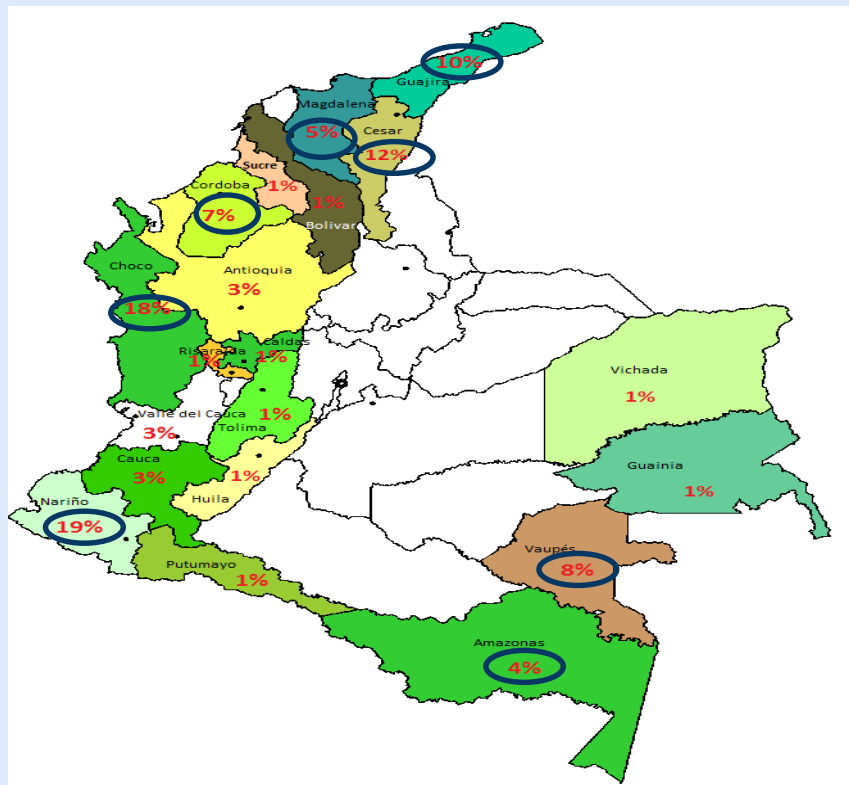 10%
Guajira
Magdalena
5%
Cesar
12%
Sucre
1%
Cordoba
7%
1%
Bolivar
Choco
18%
Antioquia
3%
Risaralda
1%
Caldas
1%
Vichada
1%
Valle del Cauca
3%
Tolima
1%
Cauca
3%
Huila
1%
Guainia
1%
Nariño
19%
Vaupés
8%
Putumayo
1%
Amazonas
4%